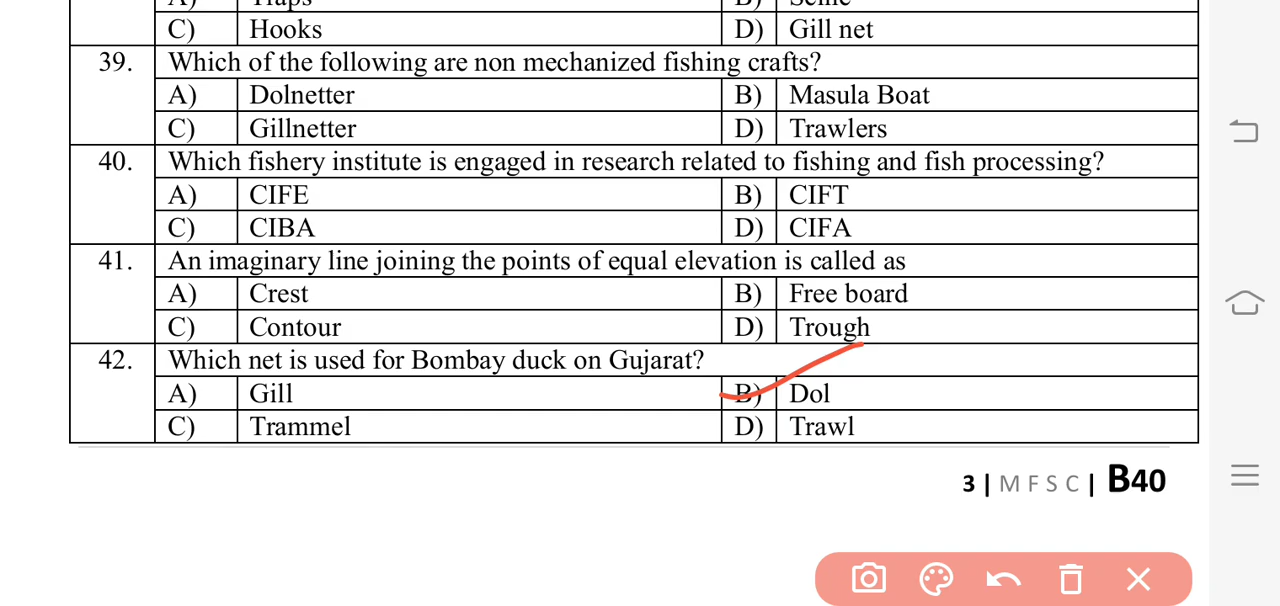 C) Hooks D) Gill net
39. Which of the following are non mechanized fishing crafts?
A) Dolnetter B) Masula Boat
C) Gillnetter D) Trawlers
40. Which fishery institute is engaged in research related to fishing and fish processing?
A) CIFE B) CIFT
C) CIBA D) CIFA
41. An imaginary line joining the points of equal elevation is called as
A) Crest B) Free board
C) Contour D) Trough
42. Which net is used for Bombay duck on Gujarat?
A) Gill B) Dol
C) Trammel D) Trawl
3 | M F S C | B40